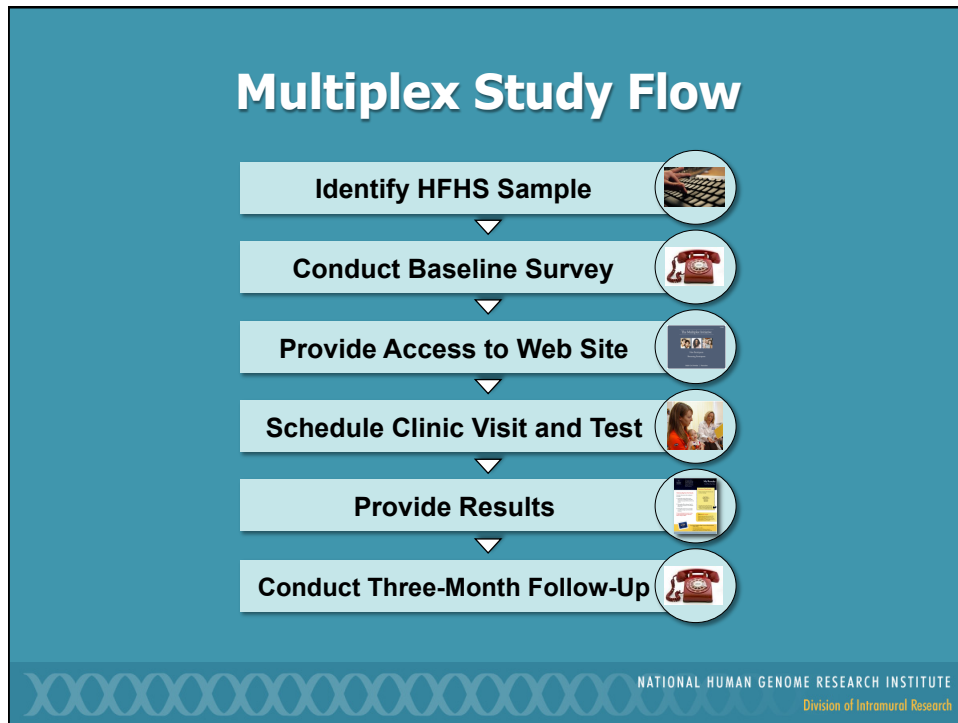 Multiplex Study Flow
Identify HFHS Sample
Conduct Baseline Survey
Provide Access to Web Site
Schedule Clinic Visit and Test
Provide Results
Conduct Three-Month Follow-Up
NATIONAL HUMAN GENOME RESEARCH INSTITUTE
Division of Intramural Research